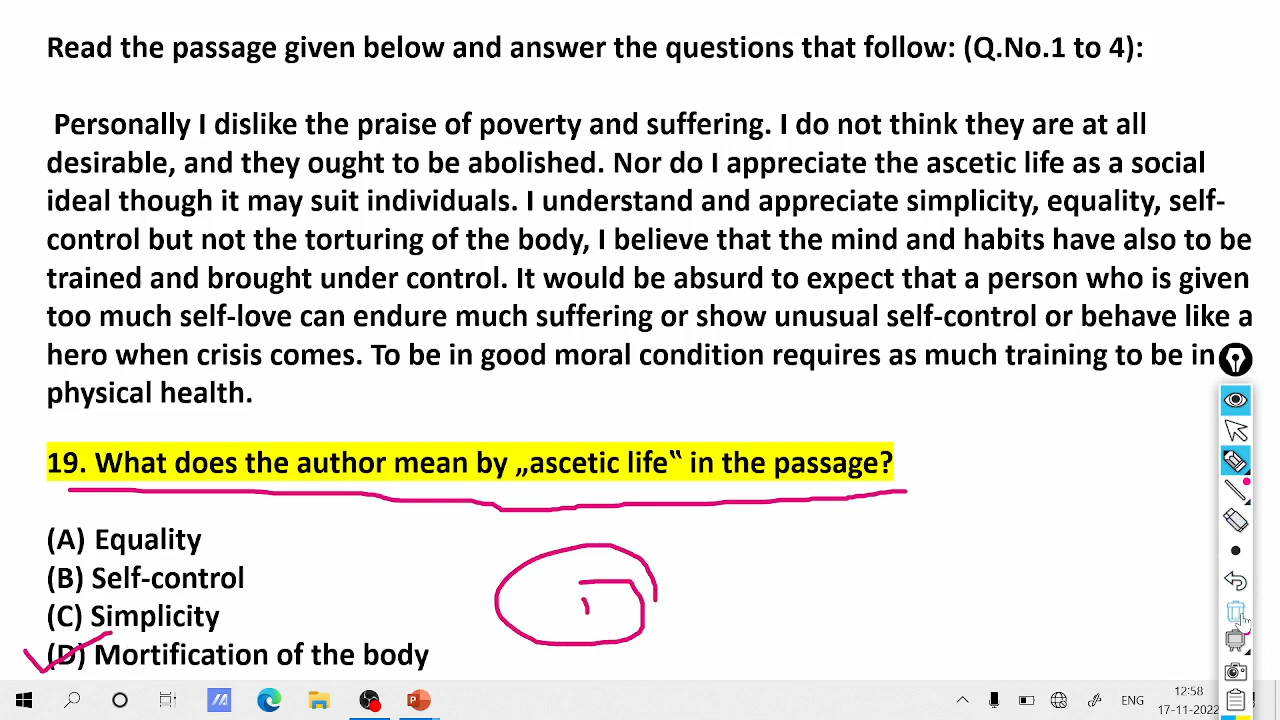 Read the passage given below and answer the questions that follow: (Q.No.1 to 4):
Personally I dislike the praise of poverty and suffering. I do not think they are at all
desirable, and they ought to be abolished. Nor do I appreciate the ascetic life as a social
ideal though it may suit individuals. I understand and appreciate simplicity, equality, self-
control but not the torturing of the body, I believe that the mind and habits have also to be
trained and brought under control. It would be absurd to expect that a person who is given
too much self-love can endure much suffering or show unusual self-control or behave like a
hero when crisis comes. To be in good moral condition requires as much training to be in
physical health.
19. What does the author mean by „ascetic life‟ in the passage?
(A) Equality
(B) Self-control
(C) Simplicity
(D) Mortification of the body
ENG
12:58
17-11-2022